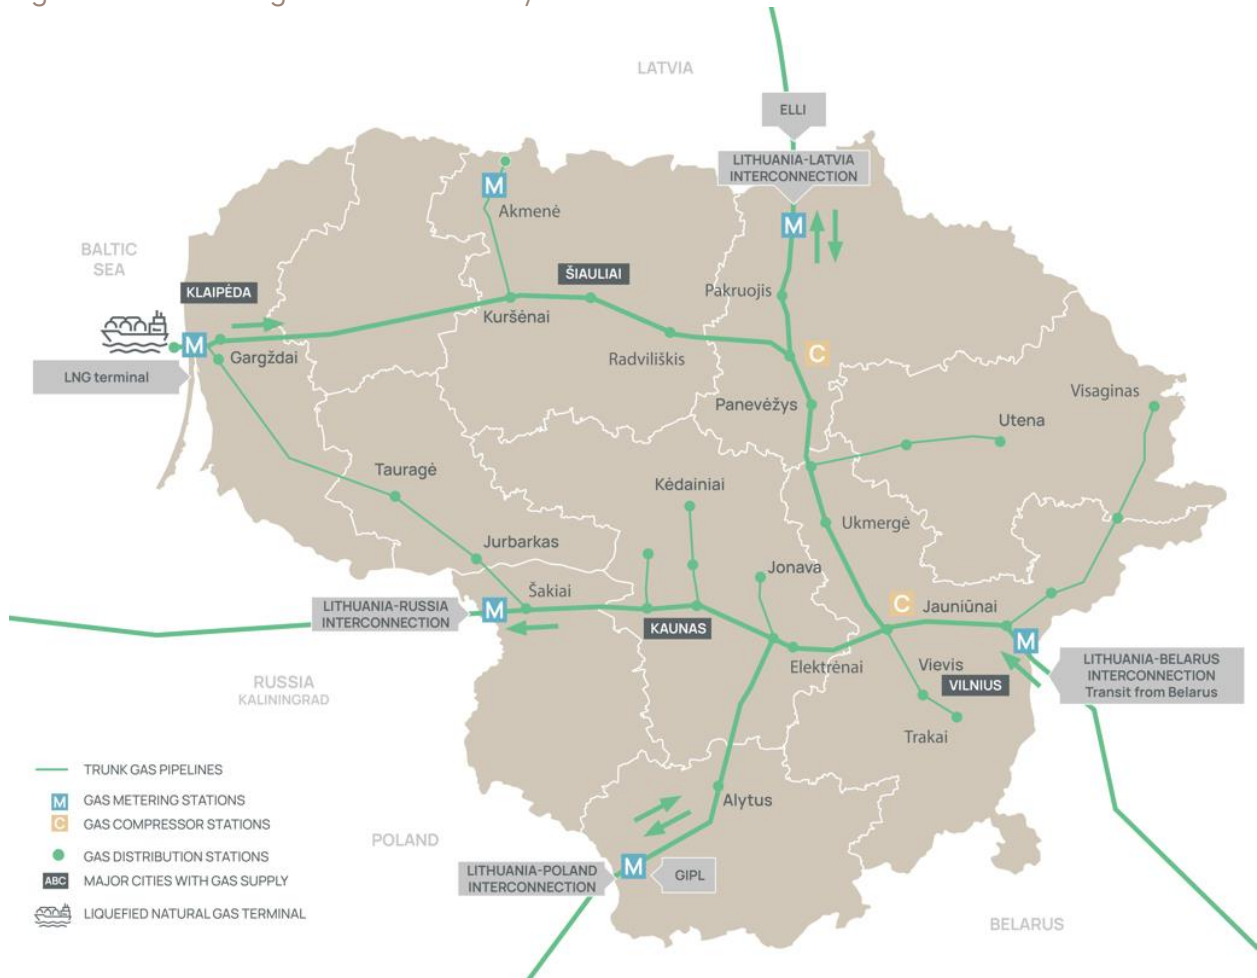 LATVIA
ELLI
LITHUANIA-LATVIA
INTERCONNECTION
M
M
Akmenė
BALTIC
SEA
KLAIPĖDA
ŠIAULIAI
Pakruojis
Kuršėnai
M
Gargždai
Radviliškis
C
LNG terminal
Panevėžys
Visaginas
Utena
Tauragė
Kėdainiai
Ukmergė
Jurbarkas
Jonava
Šakiai
LITHUANIA-RUSSIA
INTERCONNECTION
M
C
Jauniūnai
KAUNAS
M
Elektrėnai
Vievis
VILNIUS
LITHUANIA-BELARUS
INTERCONNECTION
Transit from Belarus
RUSSIA
KALININGRAD
Trakai
TRUNK GAS PIPELINES
M
GAS METERING STATIONS
C
GAS COMPRESSOR STATIONS
GAS DISTRIBUTION STATIONS
ABC
MAJOR CITIES WITH GAS SUPPLY
LIQUEFIED NATURAL GAS TERMINAL
Alytus
POLAND
LITHUANIA-POLAND
INTERCONNECTION
M
GIPL
BELARUS